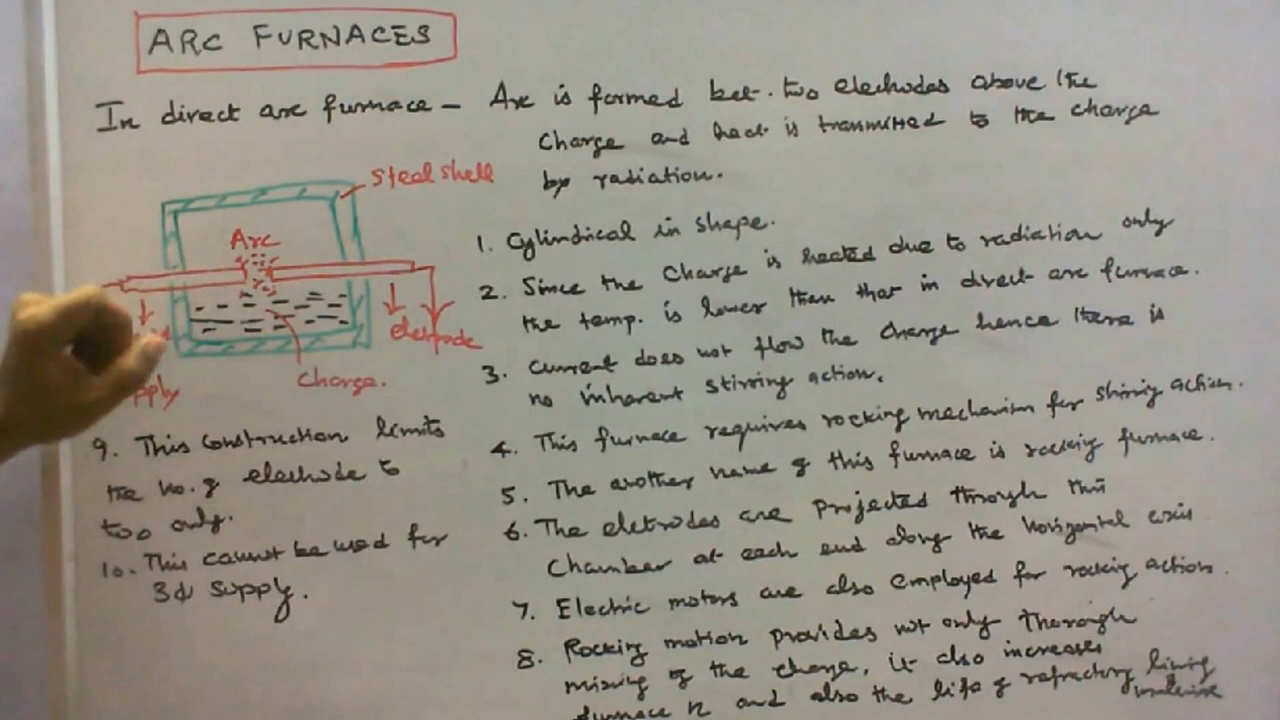 ARC FURNACES
In direct arc furnace – Arc is formed bet. two electrodes above the
charge and heat is transmitted to the charge
by radiation.
Steel shell
Arc
electrode
pply
charge.
1. Cylindrical in shape.
2. Since the charge is heated due to radiation only
the temp. is lower than that in direct arc furnace.
3. Current does not flow the charge hence there is
no inherent stirring action.
4. This furnace requires rocking mechanism for stirring action.
5. The another name of this furnace is rocking furnace.
6. The eletrodes are projected through this
chamber at each end along the horizontal axis
7. Electric motors are also employed for rocking action.
8. Rocking motion provides not only thorough
mixing of the charge, it also increases
furnace η and also the life of refractory lining
9. This construction limits
the no. of electrode to
too only.
10. This cannot be used for
3φ supply.